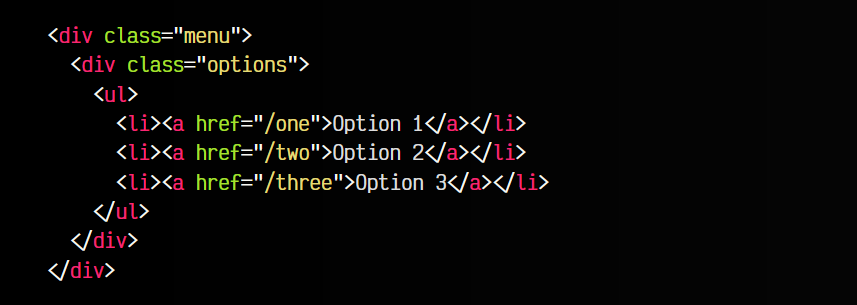 <div class="menu">
  <div class="options">
    <ul>
      <li><a href="/one">Option 1</a></li>
      <li><a href="/two">Option 2</a></li>
      <li><a href="/three">Option 3</a></li>
    </ul>
  </div>
</div>